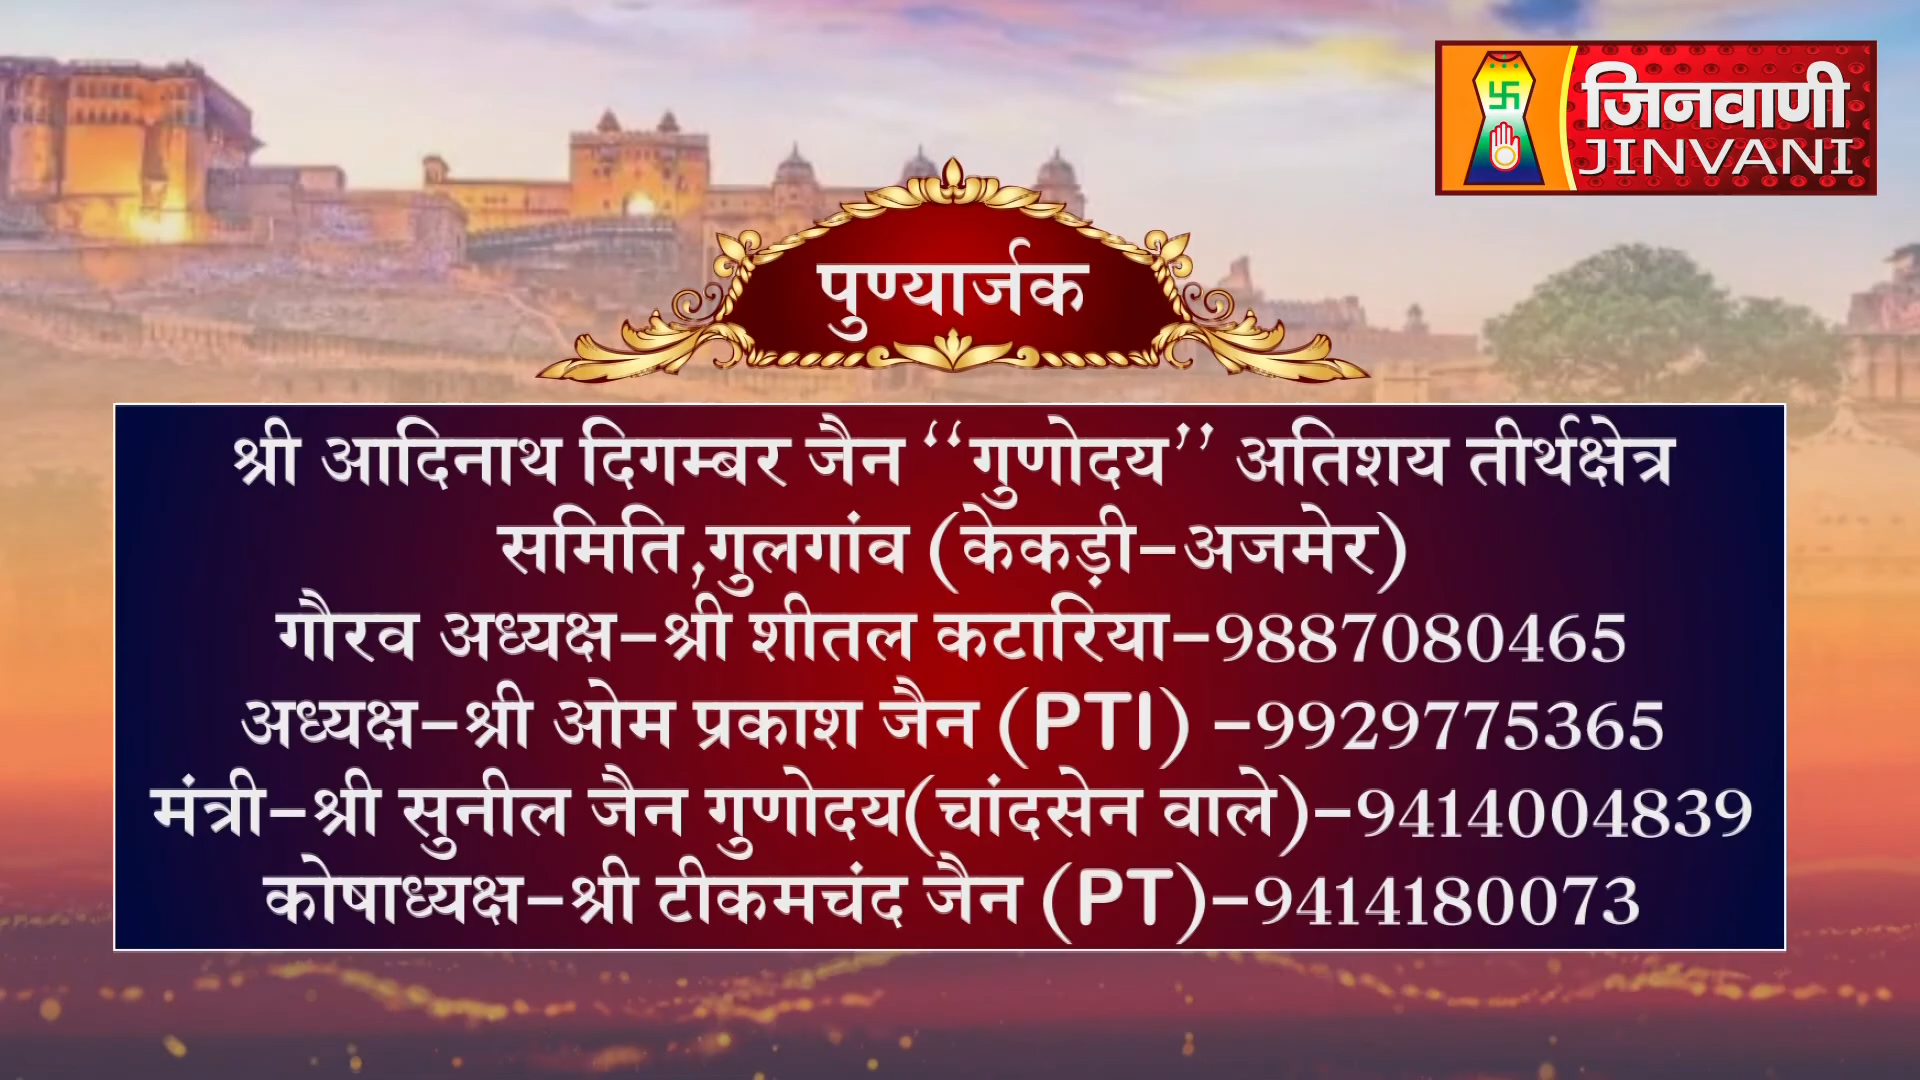 जिनवाणी
JINVANI
पुण्यार्जक
श्री आदिनाथ दिगम्बर जैन “गुणोदय” अतिशय तीर्थक्षेत्र
समिति,गुलगांव (केकड़ी-अजमेर)
गौरव अध्यक्ष-श्री शीतल कटारिया-9887080465
अध्यक्ष-श्री ओम प्रकाश जैन (PTI) -9929775365
मंत्री-श्री सुनील जैन गुणोदय(चांदसेन वाले)-9414004839
कोषाध्यक्ष-श्री टीकमचंद जैन (PT)-9414180073